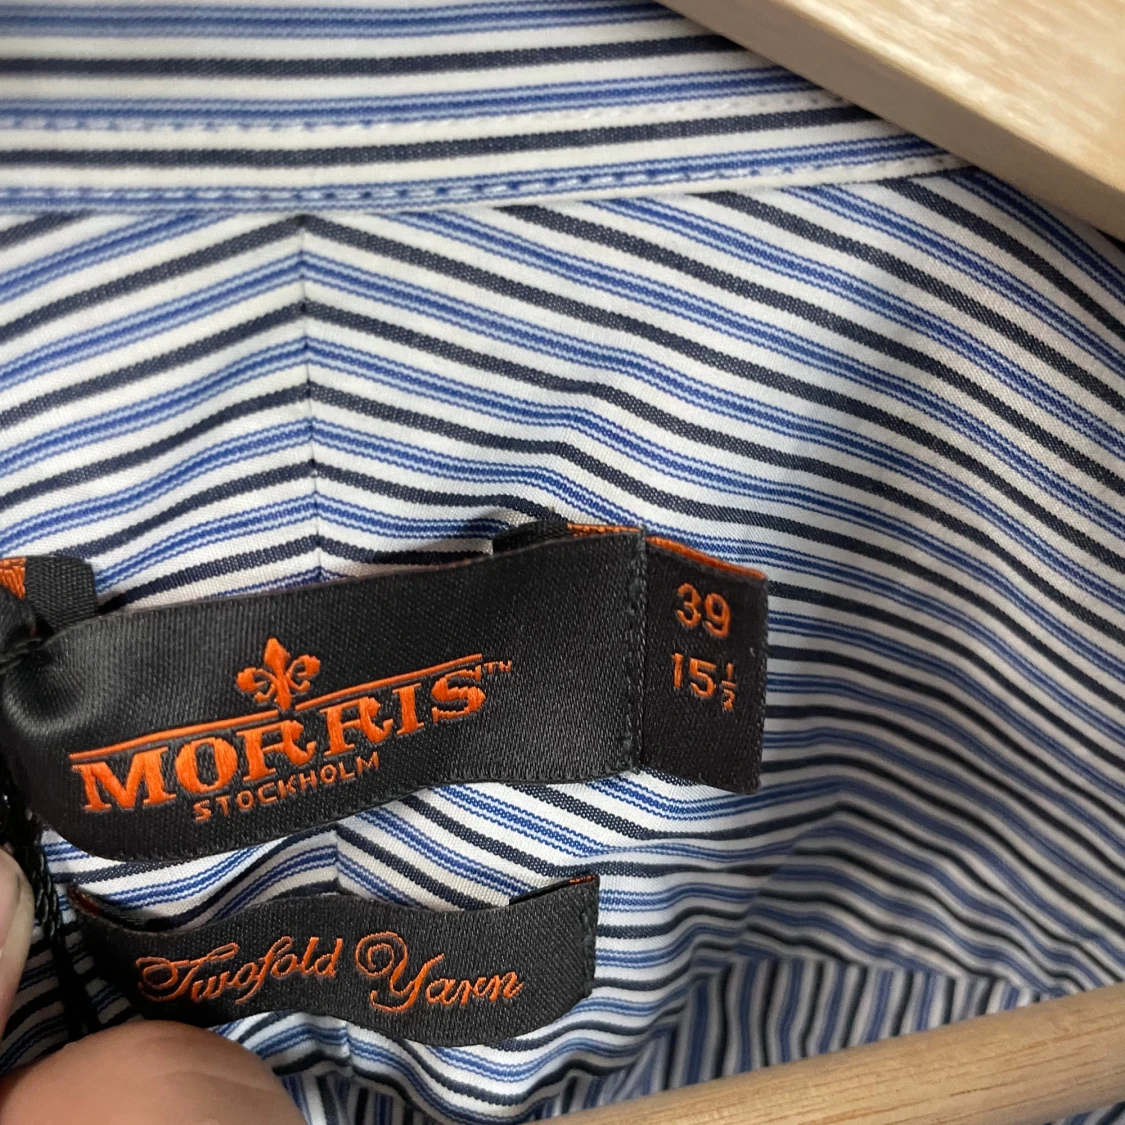 MORRIS™
STOCKHOLM
39
15½
Twofold Yarn